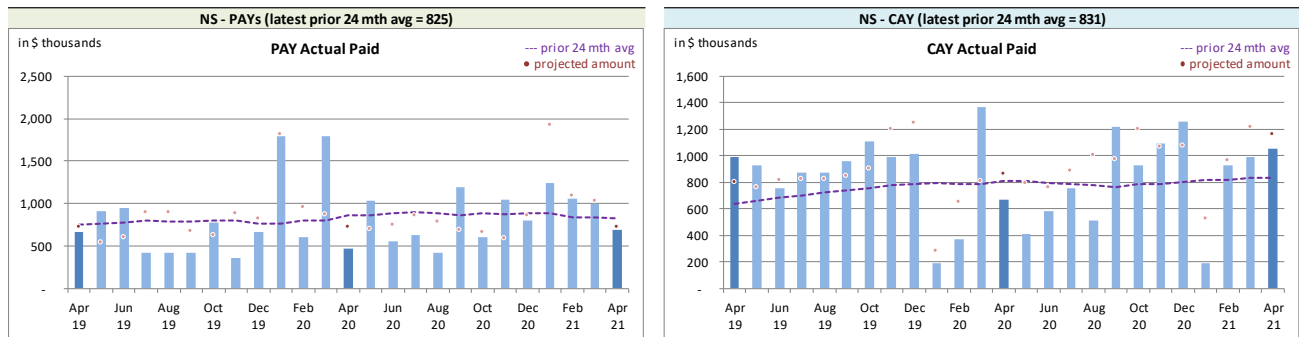 NS - PAYs (latest prior 24 mth avg = 825)
in $ thousands
PAY Actual Paid
--- prior 24 mth avg
• projected amount
2,500
2,000
1,500
1,000
500
-
Apr Jun Aug Oct Dec Feb Apr Jun Aug Oct Dec Feb Apr
19 19 19 19 19 20 20 20 20 20 20 21 21
NS - CAY (latest prior 24 mth avg = 831)
in $ thousands
CAY Actual Paid
--- prior 24 mth avg
• projected amount
1,600
1,400
1,200
1,000
800
600
400
200
-
Apr Jun Aug Oct Dec Feb Apr Jun Aug Oct Dec Feb Apr
19 19 19 19 19 20 20 20 20 20 20 21 21